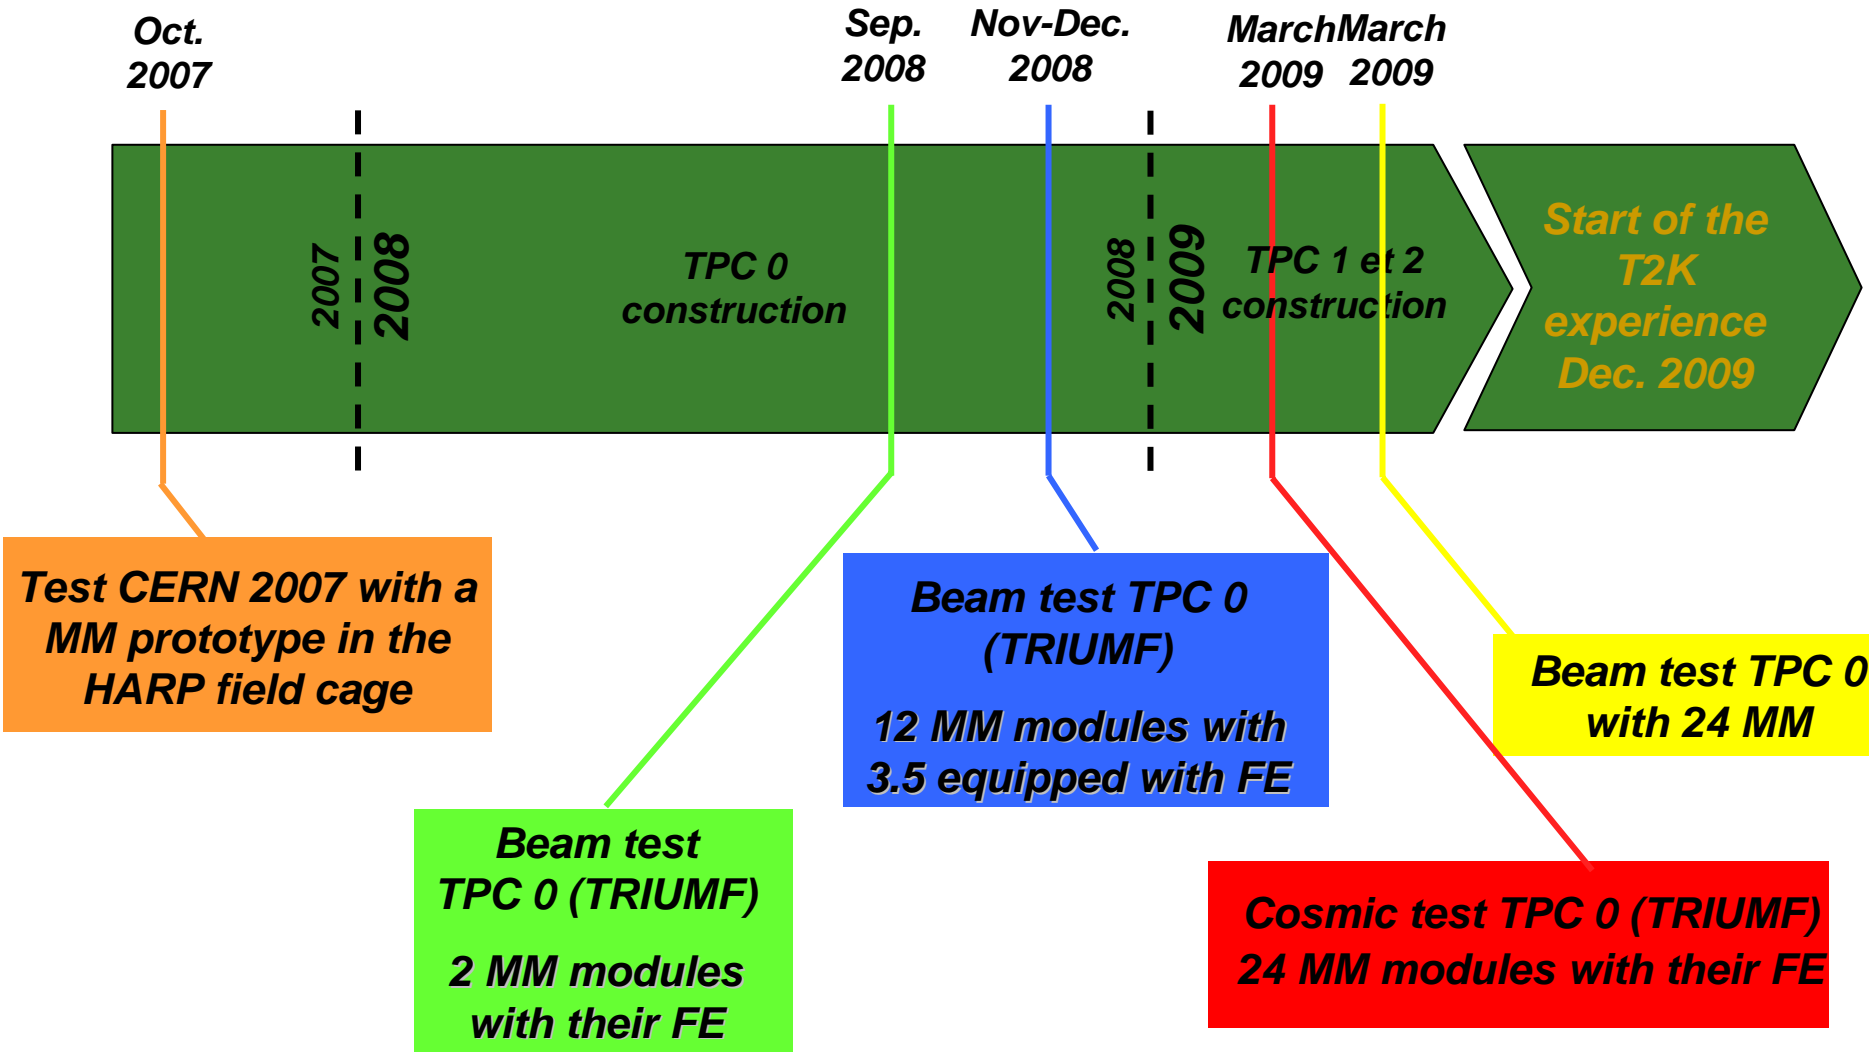 Oct.
2007
Sep.
2008
Nov-Dec.
2008
March
2009
March
2009
2007
2008
TPC 0
construction
2008
2009
TPC 1 et 2
construction
Start of the
T2K
experience
Dec. 2009
Test CERN 2007 with a
MM prototype in the
HARP field cage
Beam test
TPC 0 (TRIUMF)
2 MM modules
with their FE
Beam test TPC 0
(TRIUMF)
12 MM modules with
3.5 equipped with FE
Cosmic test TPC 0 (TRIUMF)
24 MM modules with their FE
Beam test TPC 0
with 24 MM